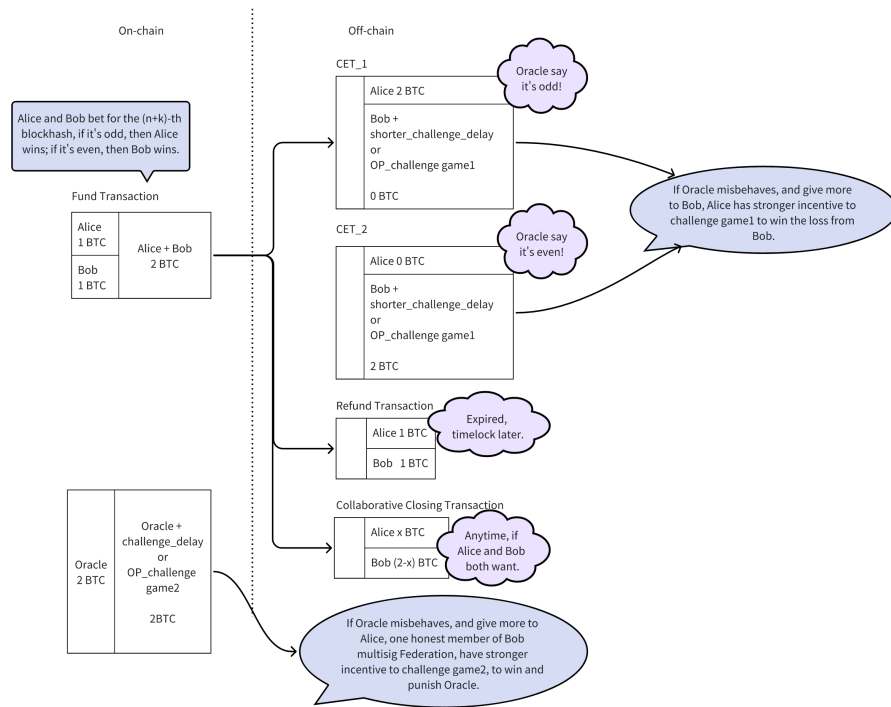 On-chain
Off-chain
Alice and Bob bet for the (n+k)-th
blockhash, if it's odd, then Alice
wins; if it's even, then Bob wins.
Fund Transaction
Alice
1 BTC
Bob
1 BTC
Alice + Bob
2 BTC
CET_1
Alice 2 BTC
Bob +
shorter_challenge_delay
or
OP_challenge game1
0 BTC
Oracle say
it's odd!
CET_2
Alice 0 BTC
Bob +
shorter_challenge_delay
or
OP_challenge game1
2 BTC
Oracle say
it's even!
If Oracle misbehaves, and give more
to Bob, Alice has stronger incentive to
challenge game1 to win the loss from
Bob.
Refund Transaction
Alice 1 BTC
Bob 1 BTC
Expired,
timelock later.
Collaborative Closing Transaction
Alice x BTC
Bob (2-x) BTC
Anytime, if
Alice and Bob
both want.
Oracle
2 BTC
Oracle +
challenge_delay
or
OP_challenge
game2
2BTC
If Oracle misbehaves, and give more to
Alice, one honest member of Bob
multisig Federation, have stronger
incentive to challenge game2, to win and
punish Oracle.